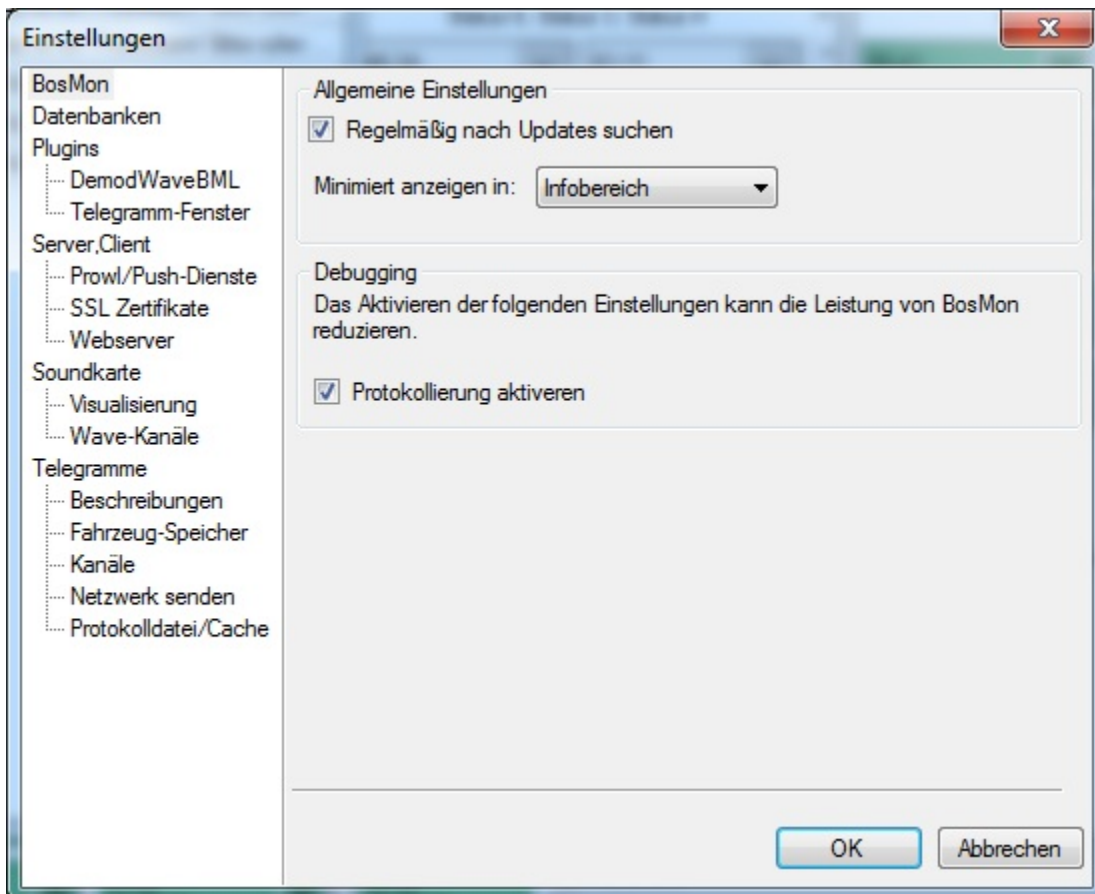 Einstellungen
BosMon
Datenbanken
Plugins
DemodWaveBML
Telegramm-Fenster
Server,Client
Prowl/Push-Dienste
SSL Zertifikate
Webserver
Soundkarte
Visualisierung
Wave-Kanäle
Telegramme
Beschreibungen
Fahrzeug-Speicher
Kanäle
Netzwerk senden
Protokolldatei/Cache
Allgemeine Einstellungen
Regelmäßig nach Updates suchen
Minimiert anzeigen in: Infobereich
Debugging
Das Aktivieren der folgenden Einstellungen kann die Leistung von BosMon
reduzieren.
Protokollierung aktiveren
OK Abbrechen